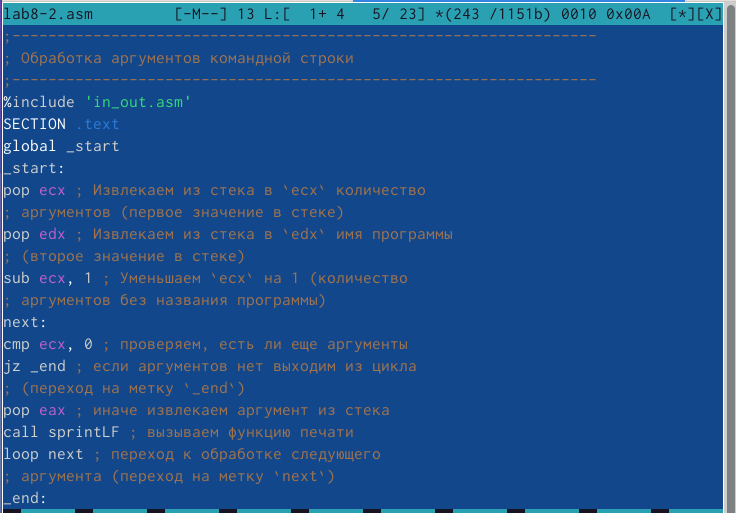 lab8-2.asm [-M--] 13 L:[ 1+ 4 5/ 23] *(243 /1151b) 0010 0x00A [*][X]
;----------------------------------------------------------------
; Обработка аргументов командной строки
;----------------------------------------------------------------
%include 'in_out.asm'
SECTION .text
global _start
_start:
pop ecx ; Извлекаем из стека в `ecx` количество
; аргументов (первое значение в стеке)
pop edx ; Извлекаем из стека в `edx` имя программы
; (второе значение в стеке)
sub ecx, 1 ; Уменьшаем `ecx` на 1 (количество
; аргументов без названия программы)
next:
cmp ecx, 0 ; проверяем, есть ли еще аргументы
jz _end ; если аргументов нет выходим из цикла
; (переход на метку `_end`)
pop eax ; иначе извлекаем аргумент из стека
call sprintLF ; вызываем функцию печати
loop next ; переход к обработке следующего
; аргумента (переход на метку `next`)
_end: